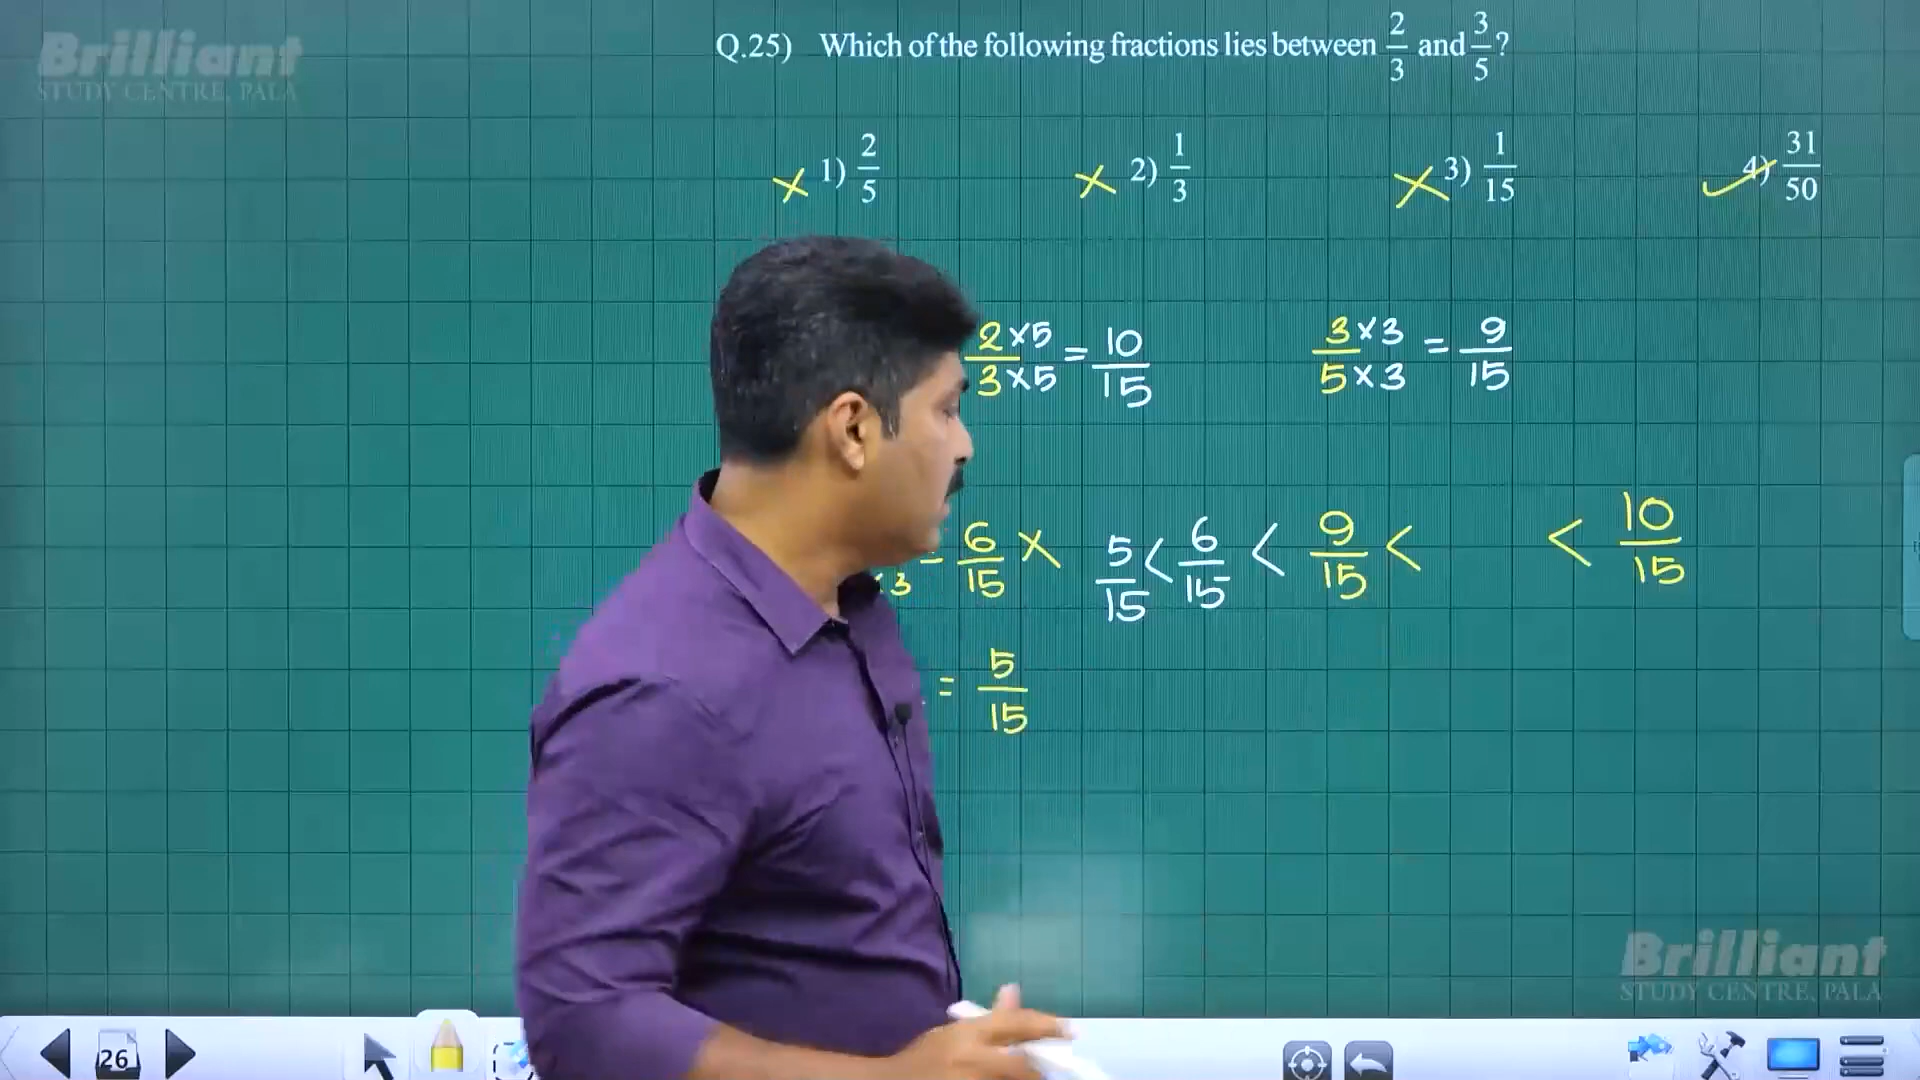 Brilliant
STUDY CENTRE, PALA
Q.25) Which of the following fractions lies between 2/3 and 3/5?
× 1) 2/5 × 2) 1/3 × 3) 1/15 ✓ 4) 31/50
2×5/3×5 = 10/15 3×3/5×3 = 9/15
×3 = 6/15 × 5/15 < 6/15 < 9/15 < < 10/15
= 5/15
Brilliant
STUDY CENTRE, PALA
26